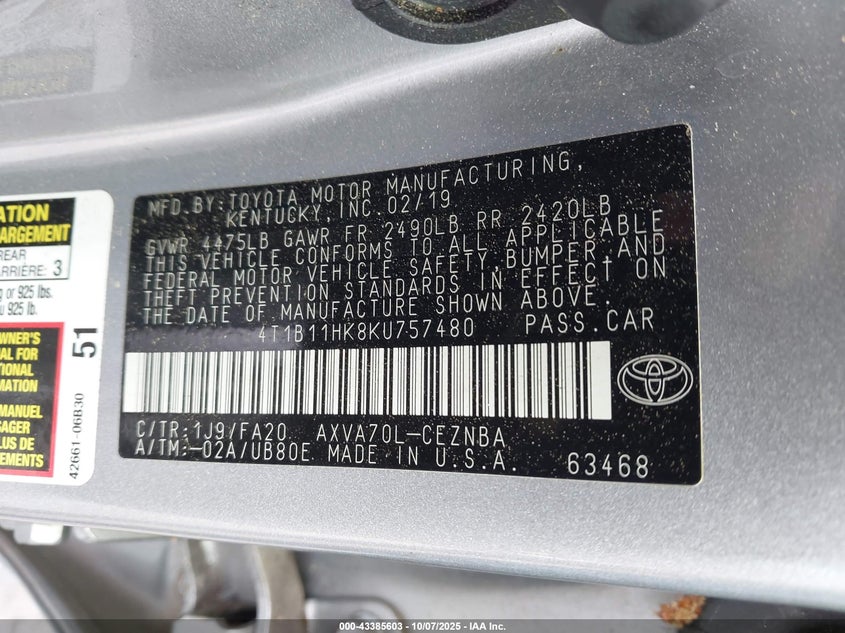 MFD.BY:TOYOTA MOTOR MANUFACTURING,
KENTUCKY, INC.02/19
GVWR 4475LB GAWR FR 2490LB RR 2420LB
THIS VEHICLE CONFORMS TO ALL APPLICABLE
FEDERAL MOTOR VEHICLE SAFETY,BUMPER,AND
THEFT PREVENTION STANDARDS IN EFFECT ON
THE DATE OF MANUFACTURE SHOWN ABOVE.
4T1B11HK8KU757480 PASS.CAR
C/TR:1J9/FA20 AXVA70L-CEZNBA
A/TM:-02A/UB80E MADE IN U.S.A. 63468
ATION
ARGEMENT
REAR
ARRIÈRE: 3
g or 925 lbs.
u 925 lb.
OWNER'S
AL FOR
TIONAL
MATION
MANUEL
SAGER
PLUS DE
EMENTS
51
42661-06B30
000-43385603 - 10/07/2025 - IAA Inc.